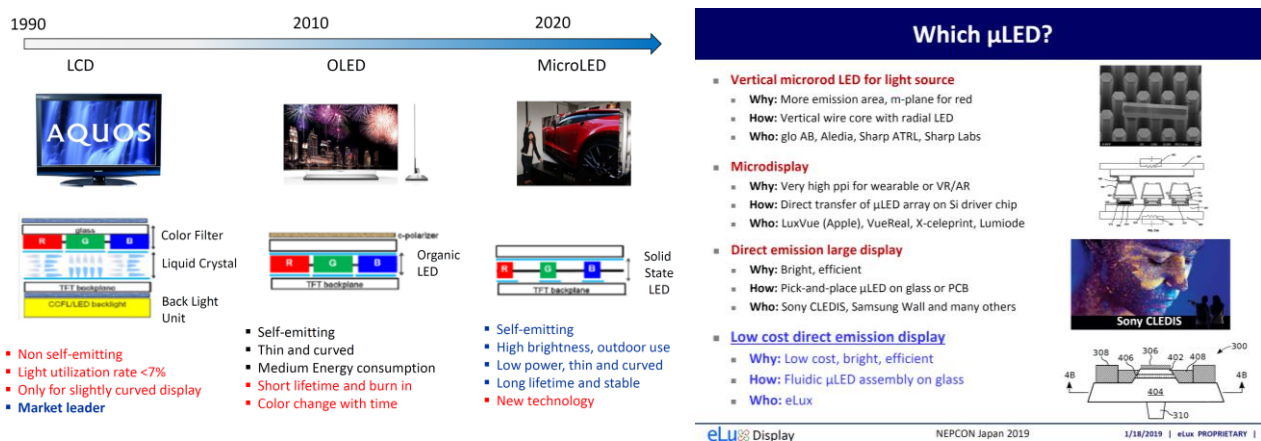 1990
2010
2020
LCD
OLED
MicroLED
AQUOS
glass
R G B
TFT backplane
CCFL/LED backlight
Color Filter
Liquid Crystal
Back Light
Unit
c-polarizer
R G B
TFT backplane
Organic
LED
R G B
TFT backplane
Solid
State
LED
▪ Non self-emitting
▪ Light utilization rate <7%
▪ Only for slightly curved display
▪ Market leader
▪ Self-emitting
▪ Thin and curved
▪ Medium Energy consumption
▪ Short lifetime and burn in
▪ Color change with time
▪ Self-emitting
▪ High brightness, outdoor use
▪ Low power, thin and curved
▪ Long lifetime and stable
▪ New technology
Which µLED?
▪ Vertical microrod LED for light source
▪ Why: More emission area, m-plane for red
▪ How: Vertical wire core with radial LED
▪ Who: glo AB, Aledia, Sharp ATRL, Sharp Labs
▪ Microdisplay
▪ Why: Very high ppi for wearable or VR/AR
▪ How: Direct transfer of µLED array on Si driver chip
▪ Who: LuxVue (Apple), VueReal, X-celeprint, Lumiode
▪ Direct emission large display
▪ Why: Bright, efficient
▪ How: Pick-and-place µLED on glass or PCB
▪ Who: Sony CLEDIS, Samsung Wall and many others
Sony CLEDIS
▪ Low cost direct emission display
▪ Why: Low cost, bright, efficient
▪ How: Fluidic µLED assembly on glass
▪ Who: eLux
308 406 306 402 408 300
4B 404 4B
310
eLux Display
NEPCON Japan 2019
1/18/2019 | eLux PROPRIETARY |